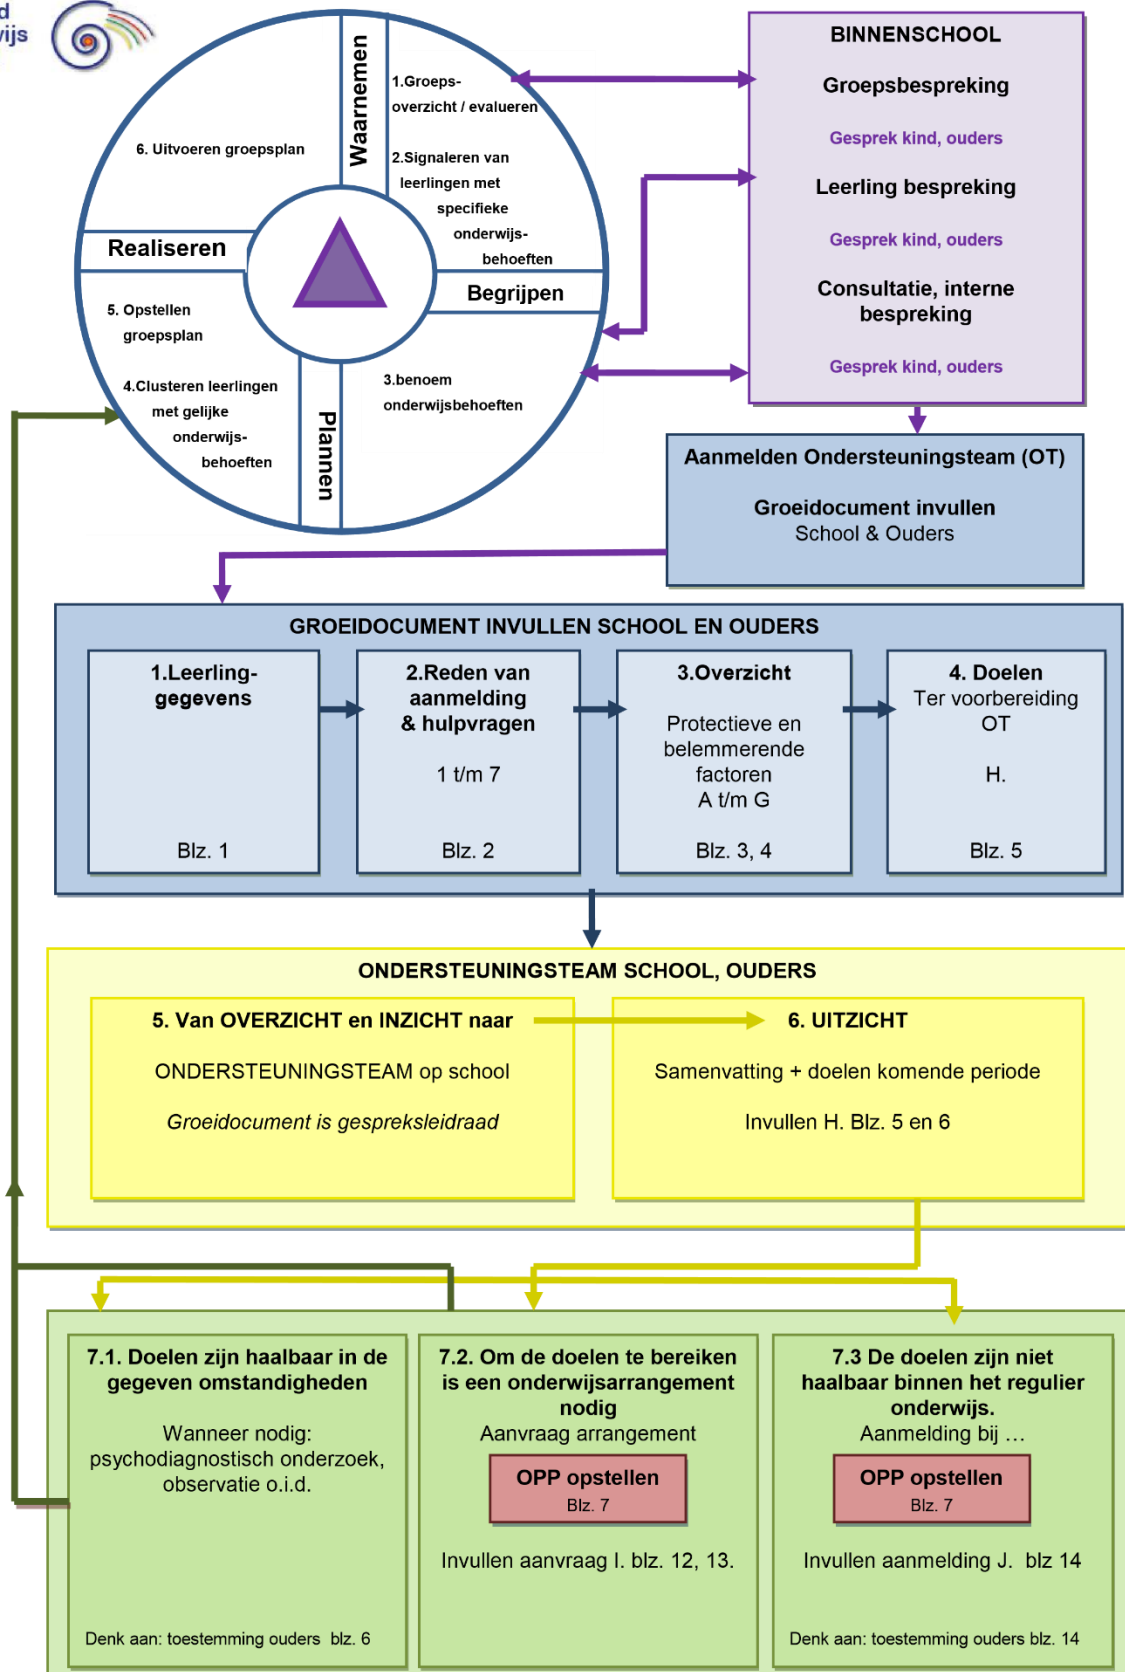 d
vijs
Waarnemen
1.Groeps-
overzicht / evalueren
2.Signaleren van
leerlingen met
specifieke
onderwijs-
behoeften
Begrijpen
3.benoem
onderwijsbehoeften
Plannen
4.Clusteren leerlingen
met gelijke
onderwijs-
behoeften
5. Opstellen
groepsplan
Realiseren
6. Uitvoeren groepsplan
BINNENSCHOOL
Groepsbespreking
Gesprek kind, ouders
Leerling bespreking
Gesprek kind, ouders
Consultatie, interne
bespreking
Gesprek kind, ouders
Aanmelden Ondersteuningsteam (OT)
Groeidocument invullen
School & Ouders
GROEIDOCUMENT INVULLEN SCHOOL EN OUDERS
1.Leerling-
gegevens
Blz. 1
2.Reden van
aanmelding
& hulpvragen
1 t/m 7
Blz. 2
3.Overzicht
Protectieve en
belemmerende
factoren
A t/m G
Blz. 3, 4
4. Doelen
Ter voorbereiding
OT
H.
Blz. 5
ONDERSTEUNINGSTEAM SCHOOL, OUDERS
5. Van OVERZICHT en INZICHT naar
ONDERSTEUNINGSTEAM op school
Groeidocument is gespreksleidraad
6. UITZICHT
Samenvatting + doelen komende periode
Invullen H. Blz. 5 en 6
7.1. Doelen zijn haalbaar in de
gegeven omstandigheden
Wanneer nodig:
psychodiagnostisch onderzoek,
observatie o.i.d.
Denk aan: toestemming ouders blz. 6
7.2. Om de doelen te bereiken
is een onderwijsarrangement
nodig
Aanvraag arrangement
OPP opstellen
Blz. 7
Invullen aanvraag I. blz. 12, 13.
7.3 De doelen zijn niet
haalbaar binnen het regulier
onderwijs.
Aanmelding bij …
OPP opstellen
Blz. 7
Invullen aanmelding J. blz 14
Denk aan: toestemming ouders blz. 14